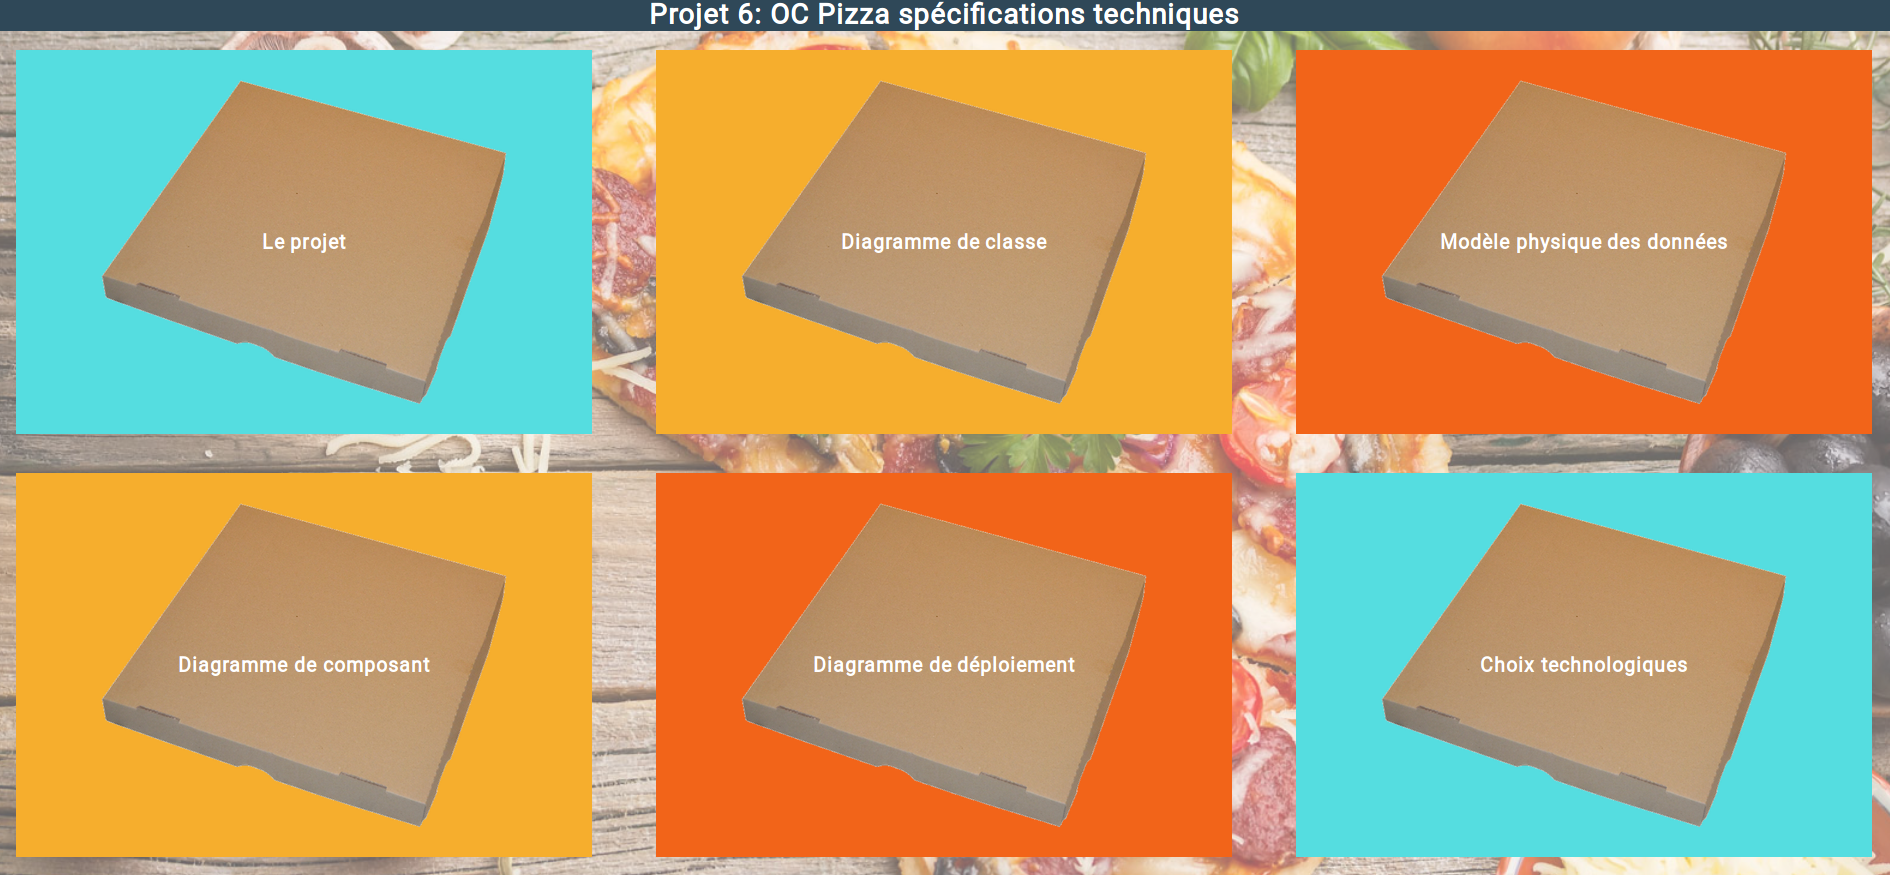 Projet 6: OC Pizza spécifications techniques
Le projet
Diagramme de classe
Modèle physique des données
Diagramme de composant
Diagramme de déploiement
Choix technologiques